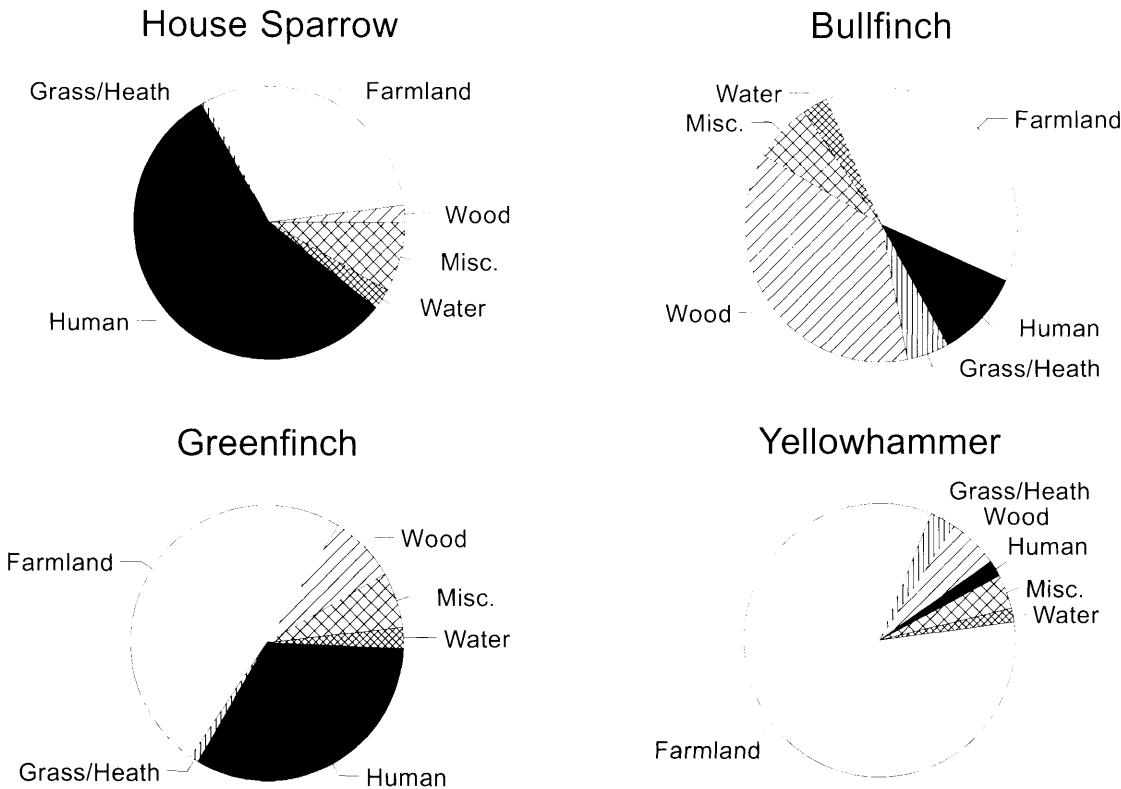 House Sparrow
Grass/Heath
Farmland
Wood
Misc.
Water
Human
Bullfinch
Water
Misc.
Farmland
Wood
Human
Grass/Heath
Greenfinch
Farmland
Wood
Misc.
Water
Grass/Heath
Human
Yellowhammer
Grass/Heath
Wood
Human
Misc.
Water
Farmland